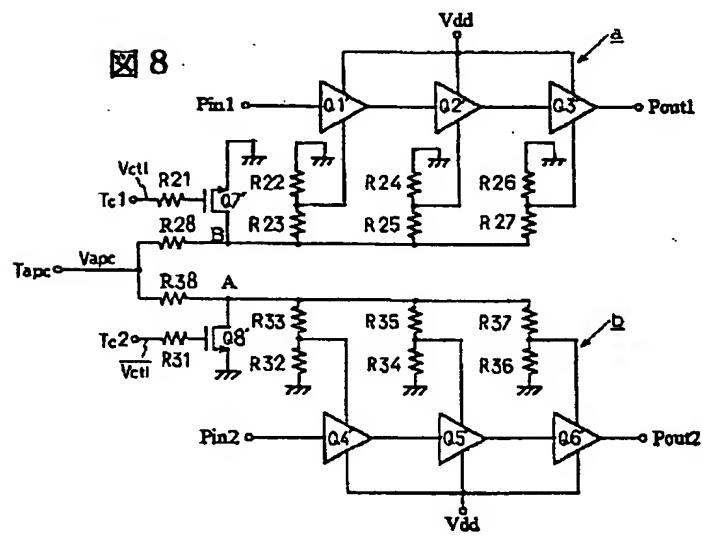 図 8
Vdd
a
Pin1
Q1'
Q2'
Q3'
Pout1
Vctl
Tc1
R21
Q7'
R22
R24
R26
R23
R25
R27
R28
B
Tapc
Vapc
R38
A
R33
R35
R37
b
Tc2
R31
Q8'
R32
R34
R36
Vctl
Pin2
Q4'
Q5'
Q6'
Pout2
Vdd